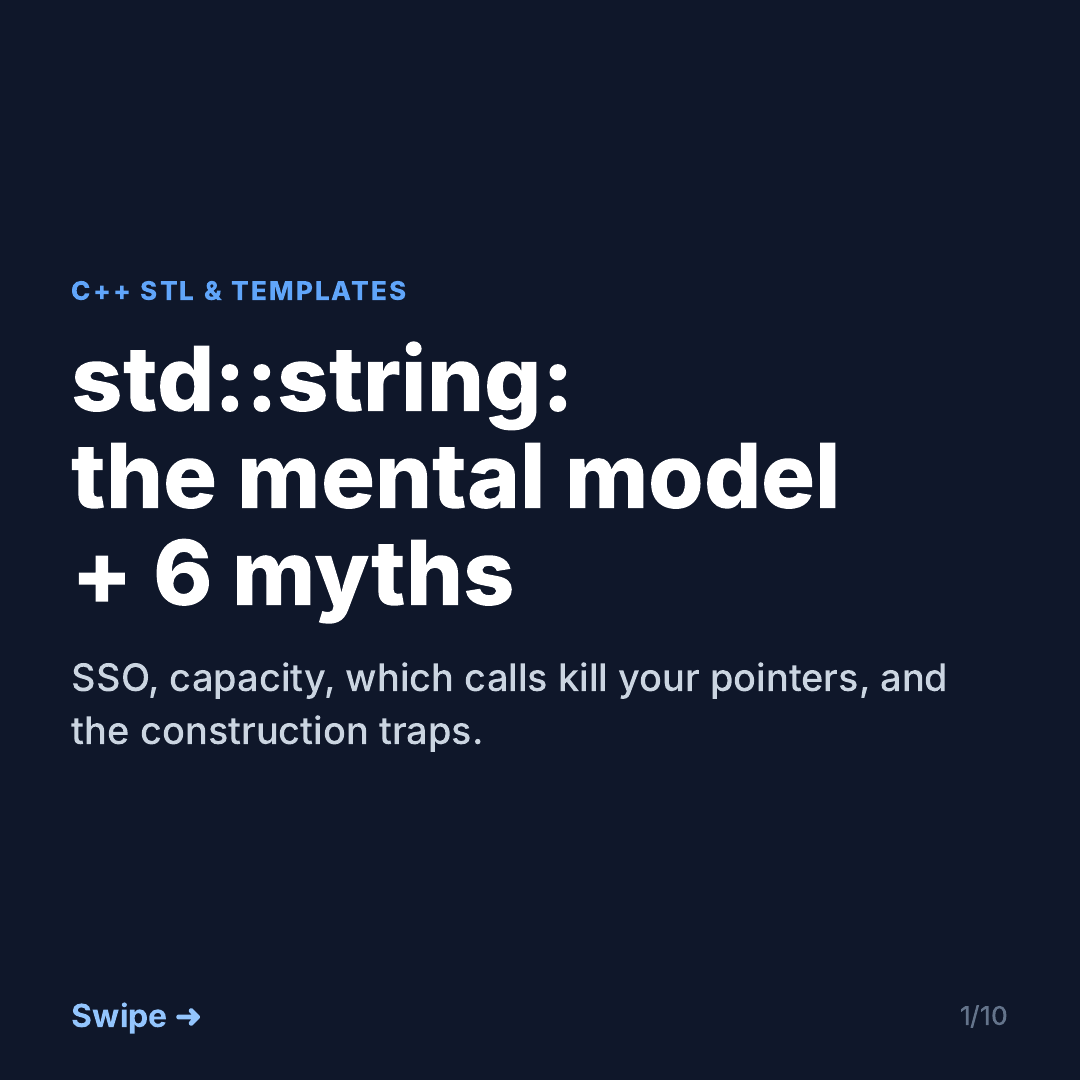 C++ STL & TEMPLATES
std::string:
the mental model
+ 6 myths
SSO, capacity, which calls kill your pointers, and
the construction traps.
Swipe ➜
1/10